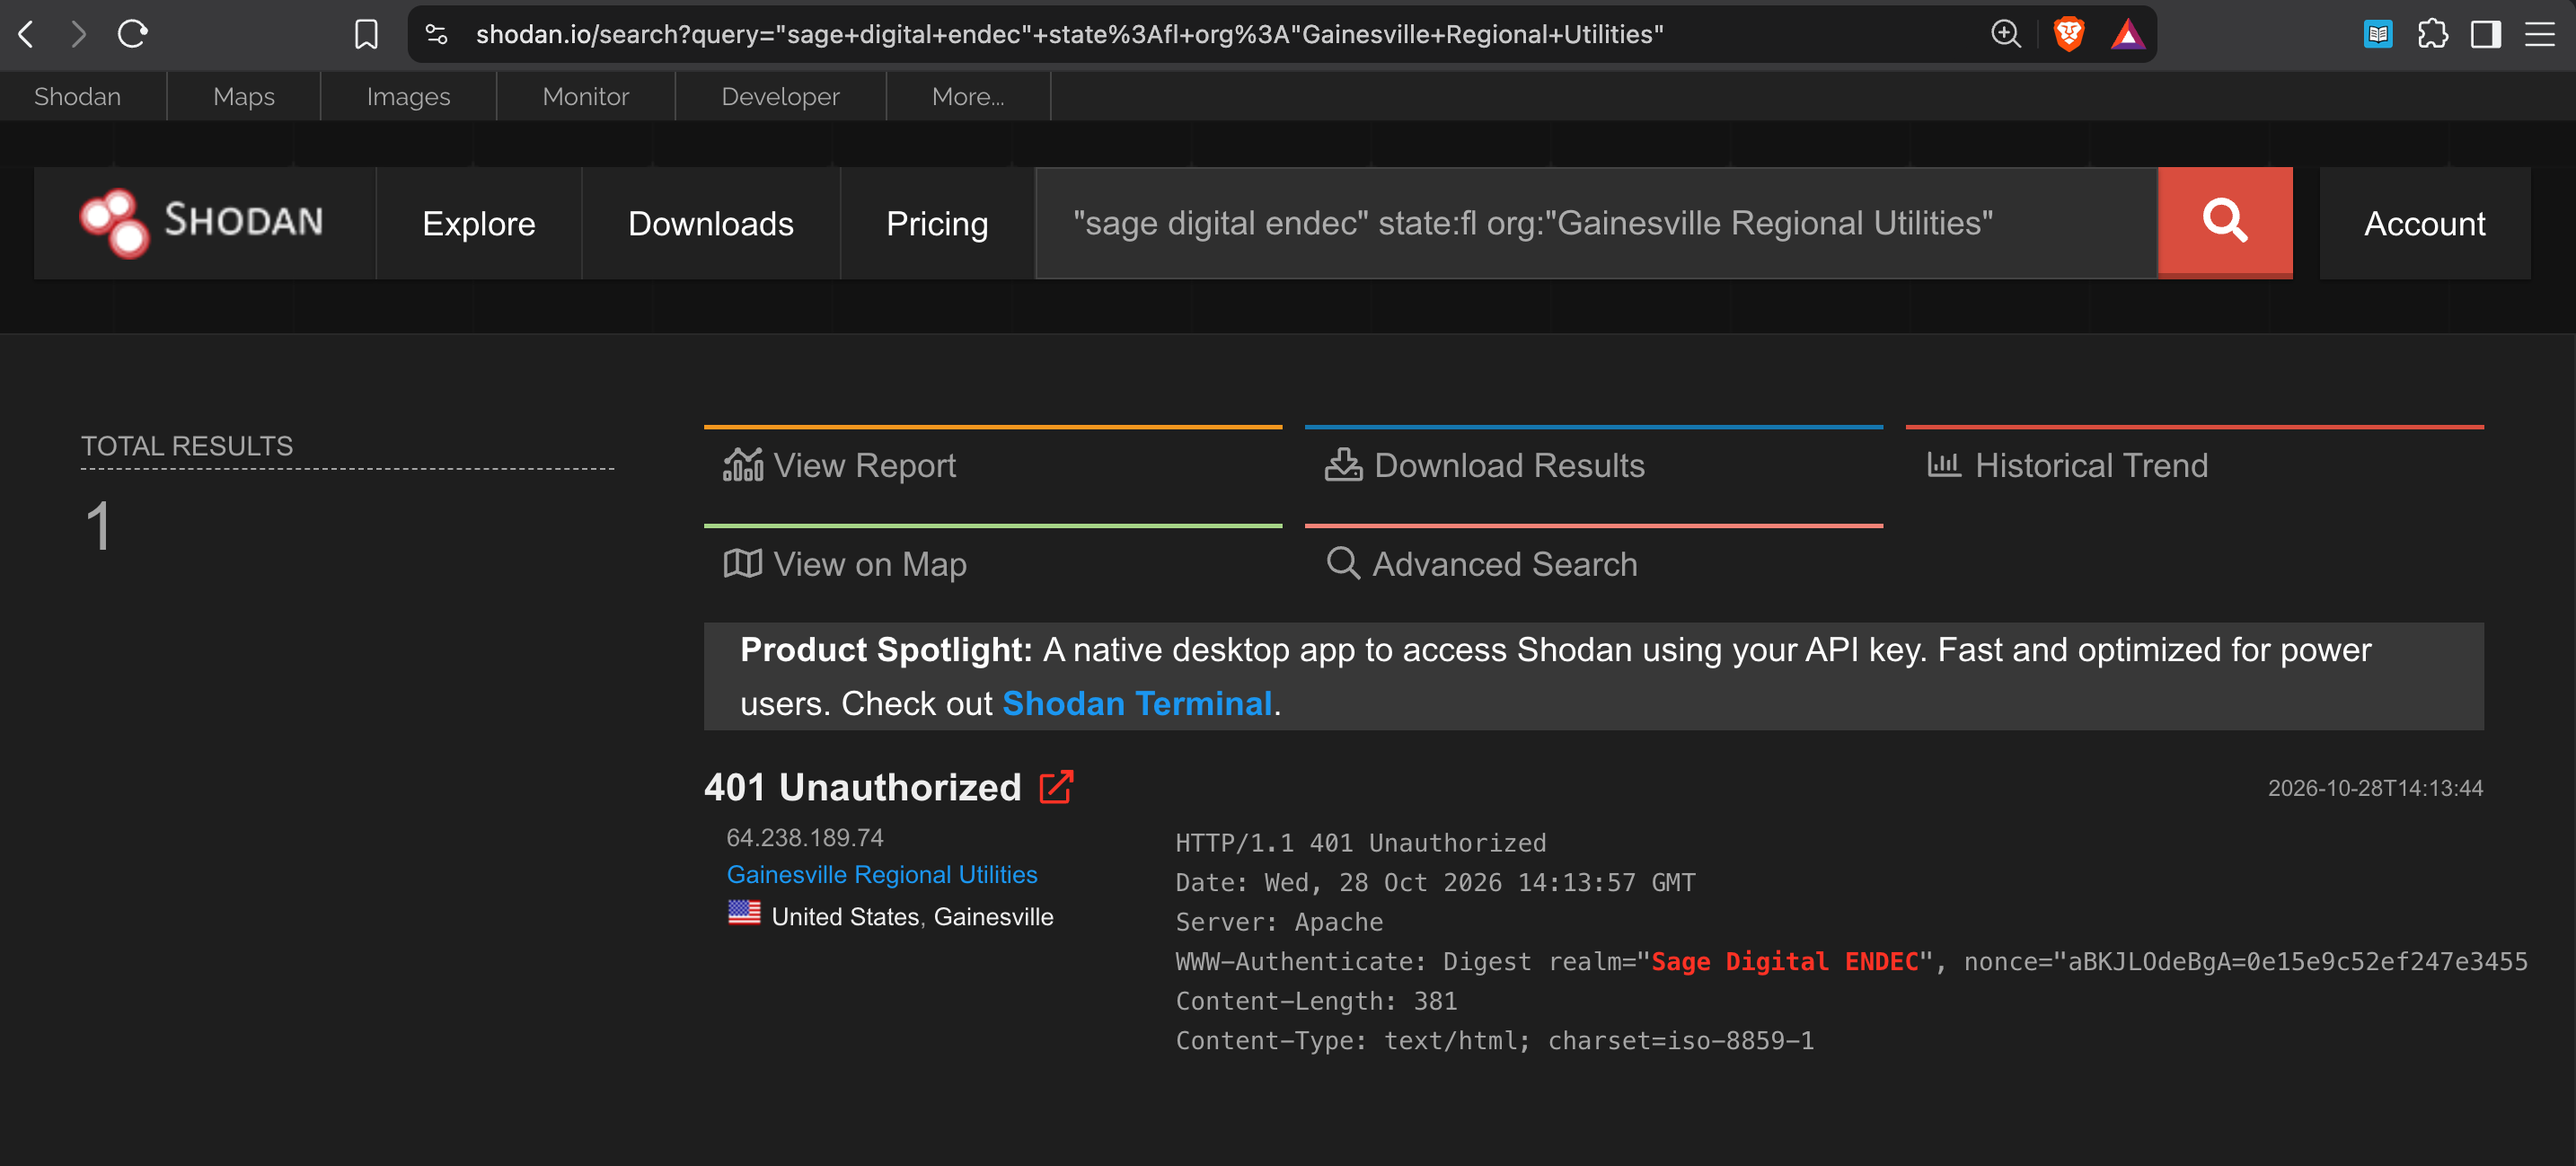 shodan.io/search?query="sage+digital+endec"+state%3Afl+org%3A"Gainesville+Regional+Utilities"
Shodan Maps Images Monitor Developer More...
SHODAN Explore Downloads Pricing "sage digital endec" state:fl org:"Gainesville Regional Utilities" Account
TOTAL RESULTS
1
View Report Download Results Historical Trend
View on Map Advanced Search
Product Spotlight: A native desktop app to access Shodan using your API key. Fast and optimized for power
users. Check out Shodan Terminal.
401 Unauthorized 2026-10-28T14:13:44
64.238.189.74
Gainesville Regional Utilities
United States, Gainesville
HTTP/1.1 401 Unauthorized
Date: Wed, 28 Oct 2026 14:13:57 GMT
Server: Apache
WWW-Authenticate: Digest realm="Sage Digital ENDEC", nonce="aBKJLOdeBgA=0e15e9c52ef247e3455
Content-Length: 381
Content-Type: text/html; charset=iso-8859-1